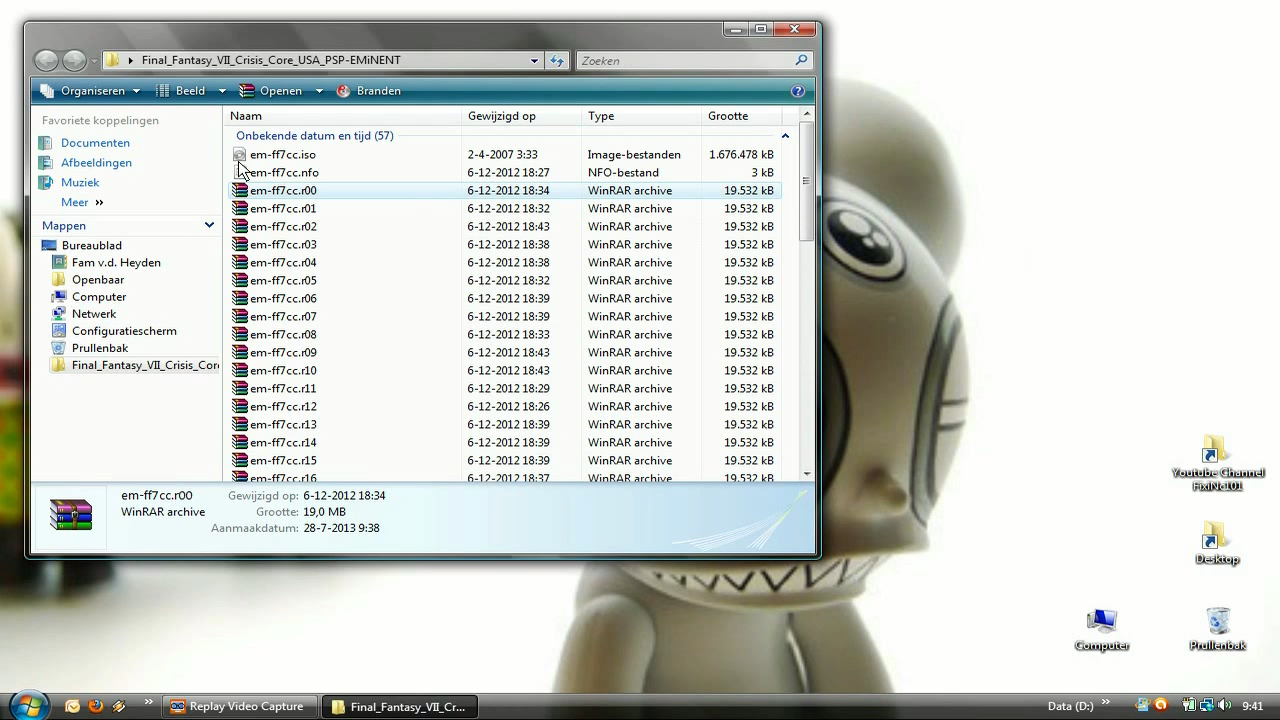 Final_Fantasy_VII_Crisis_Core_USA_PSP-EMiNENT
Zoeken
Organiseren Beeld Openen Branden
Favoriete koppelingen
Documenten
Afbeeldingen
Muziek
Meer »
Mappen
Bureaublad
Fam v.d. Heyden
Openbaar
Computer
Netwerk
Configuratiescherm
Prullenbak
Final_Fantasy_VII_Crisis_Core
Naam Gewijzigd op Type Grootte
Onbekende datum en tijd (57)
em-ff7cc.iso 2-4-2007 3:33 Image-bestanden 1.676.478 kB
em-ff7cc.nfo 6-12-2012 18:27 NFO-bestand 3 kB
em-ff7cc.r00 6-12-2012 18:34 WinRAR archive 19.532 kB
em-ff7cc.r01 6-12-2012 18:32 WinRAR archive 19.532 kB
em-ff7cc.r02 6-12-2012 18:43 WinRAR archive 19.532 kB
em-ff7cc.r03 6-12-2012 18:38 WinRAR archive 19.532 kB
em-ff7cc.r04 6-12-2012 18:38 WinRAR archive 19.532 kB
em-ff7cc.r05 6-12-2012 18:32 WinRAR archive 19.532 kB
em-ff7cc.r06 6-12-2012 18:39 WinRAR archive 19.532 kB
em-ff7cc.r07 6-12-2012 18:39 WinRAR archive 19.532 kB
em-ff7cc.r08 6-12-2012 18:33 WinRAR archive 19.532 kB
em-ff7cc.r09 6-12-2012 18:43 WinRAR archive 19.532 kB
em-ff7cc.r10 6-12-2012 18:43 WinRAR archive 19.532 kB
em-ff7cc.r11 6-12-2012 18:29 WinRAR archive 19.532 kB
em-ff7cc.r12 6-12-2012 18:26 WinRAR archive 19.532 kB
em-ff7cc.r13 6-12-2012 18:39 WinRAR archive 19.532 kB
em-ff7cc.r14 6-12-2012 18:39 WinRAR archive 19.532 kB
em-ff7cc.r15 6-12-2012 18:39 WinRAR archive 19.532 kB
em-ff7cc.r16 6-12-2012 18:37 WinRAR archive 19.532 kB
em-ff7cc.r00 Gewijzigd op: 6-12-2012 18:34
WinRAR archive Grootte: 19,0 MB
Aanmaakdatum: 28-7-2013 9:38
Youtube Channel
FixiNc101
Desktop
Computer
Prullenbak
» Replay Video Capture Final_Fantasy_VII_Cr... Data (D:) » 9:41